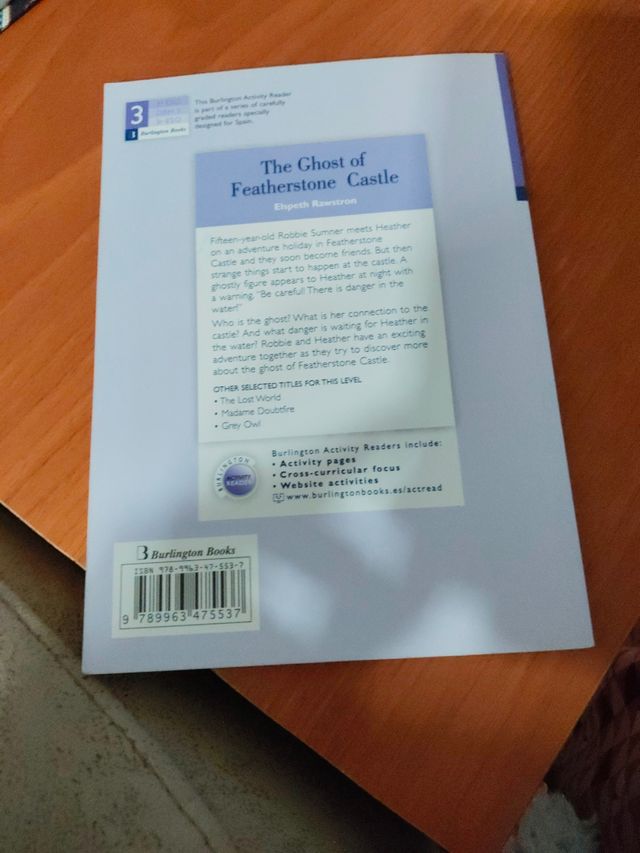 3
This Burlington Activity Reader
is part of a series of carefully
graded readers specially
designed for Spain.
B Burlington Books
The Ghost of
Featherstone Castle
Elspeth Rawstron
Fifteen-year-old Robbie Sumner meets Heather
on an adventure holiday in Featherstone
Castle and they soon become friends. But then
strange things start to happen at the castle. A
ghostly figure appears to Heather at night with
a warning, "Be careful! There is danger in the
water!"
Who is the ghost? What is her connection to the
castle? And what danger is waiting for Heather in
the water? Robbie and Heather have an exciting
adventure together as they try to discover more
about the ghost of Featherstone Castle.
OTHER SELECTED TITLES FOR THIS LEVEL
• The Lost World
• Madame Doubtfire
• Grey Owl
BURLINGTON
ACTIVITY
READER
Burlington Activity Readers include:
• Activity pages
• Cross-curricular focus
• Website activities
www.burlingtonbooks.es/actread
B Burlington Books
ISBN 978-9963-47-553-7
9 789963 475537